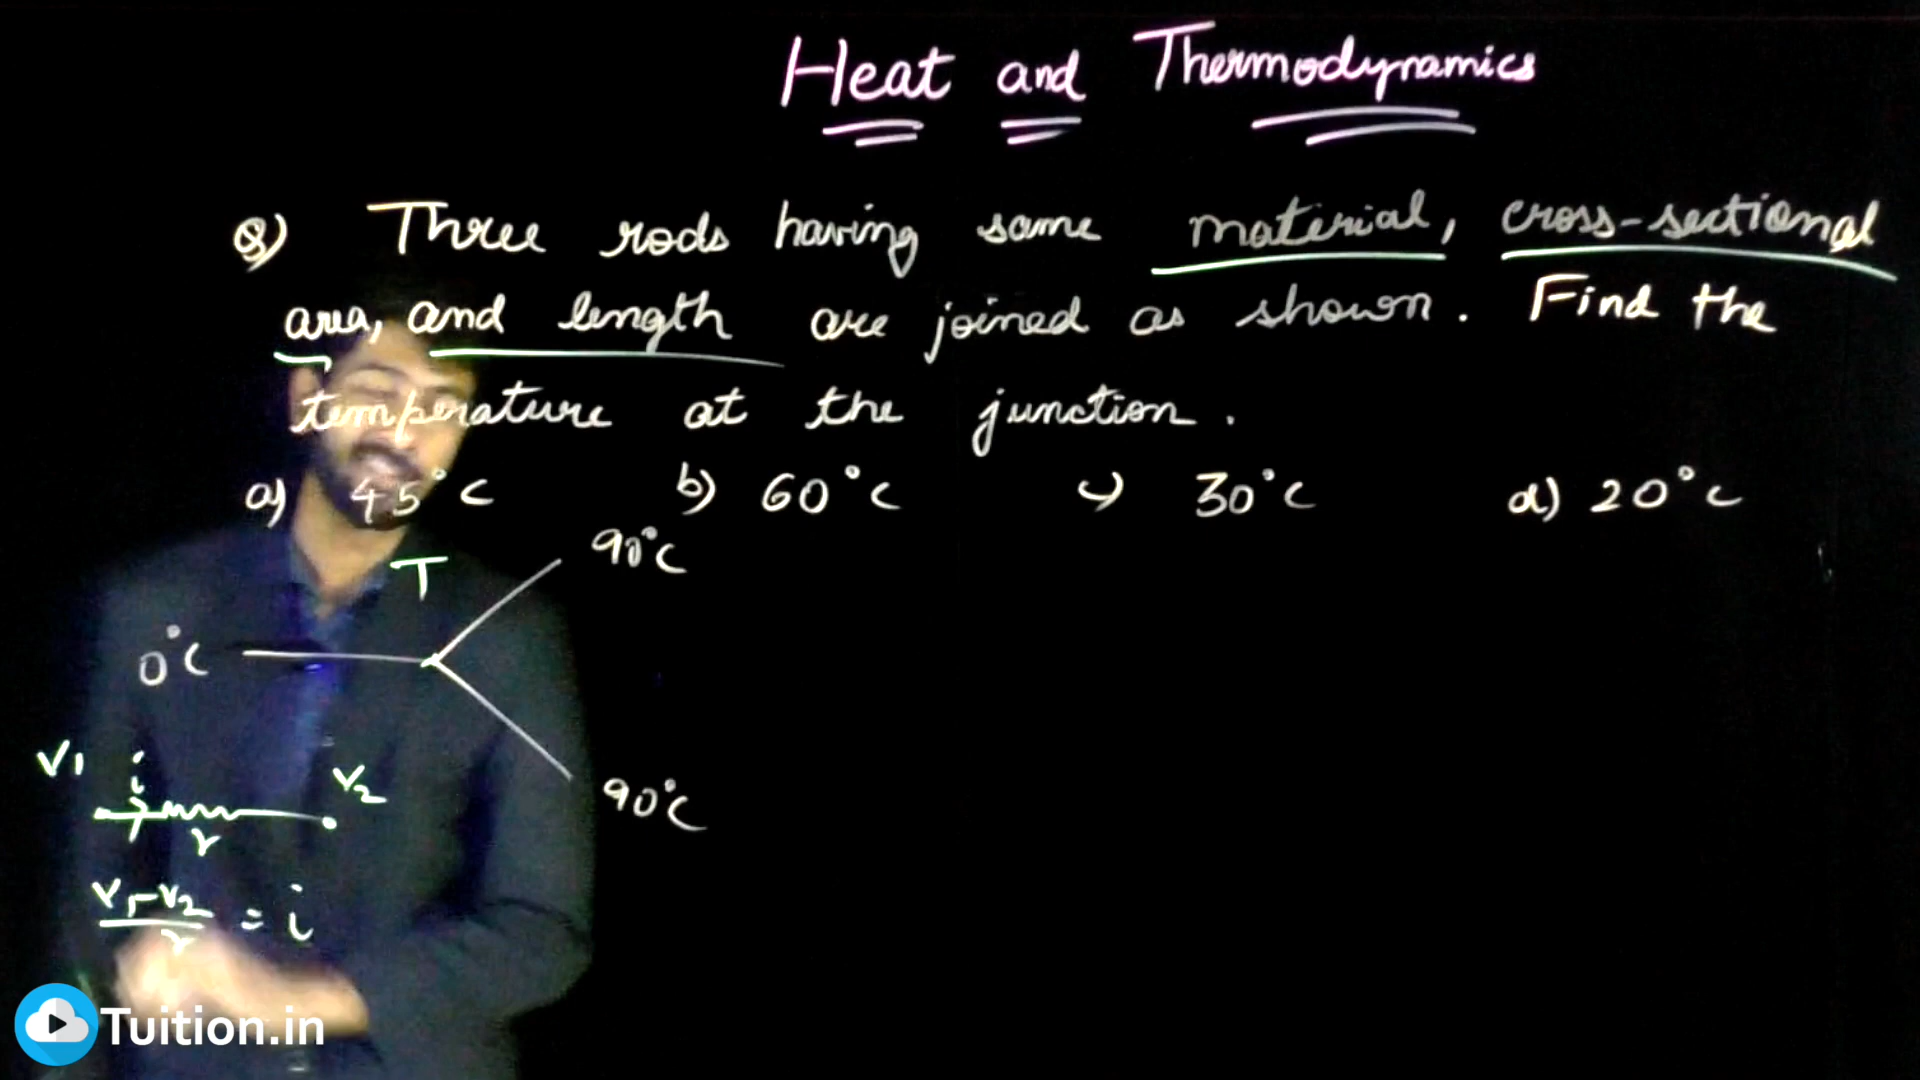 Heat and Thermodynamics
Q) Three rods having same material, cross-sectional
area, and length are joined as shown. Find the
temperature at the junction.
a) 45°C b) 60°C c) 30°C d) 20°C
90°C
T
0°C
V1 i V2
r
90°C
V1-V2
r = i
Tuition.in